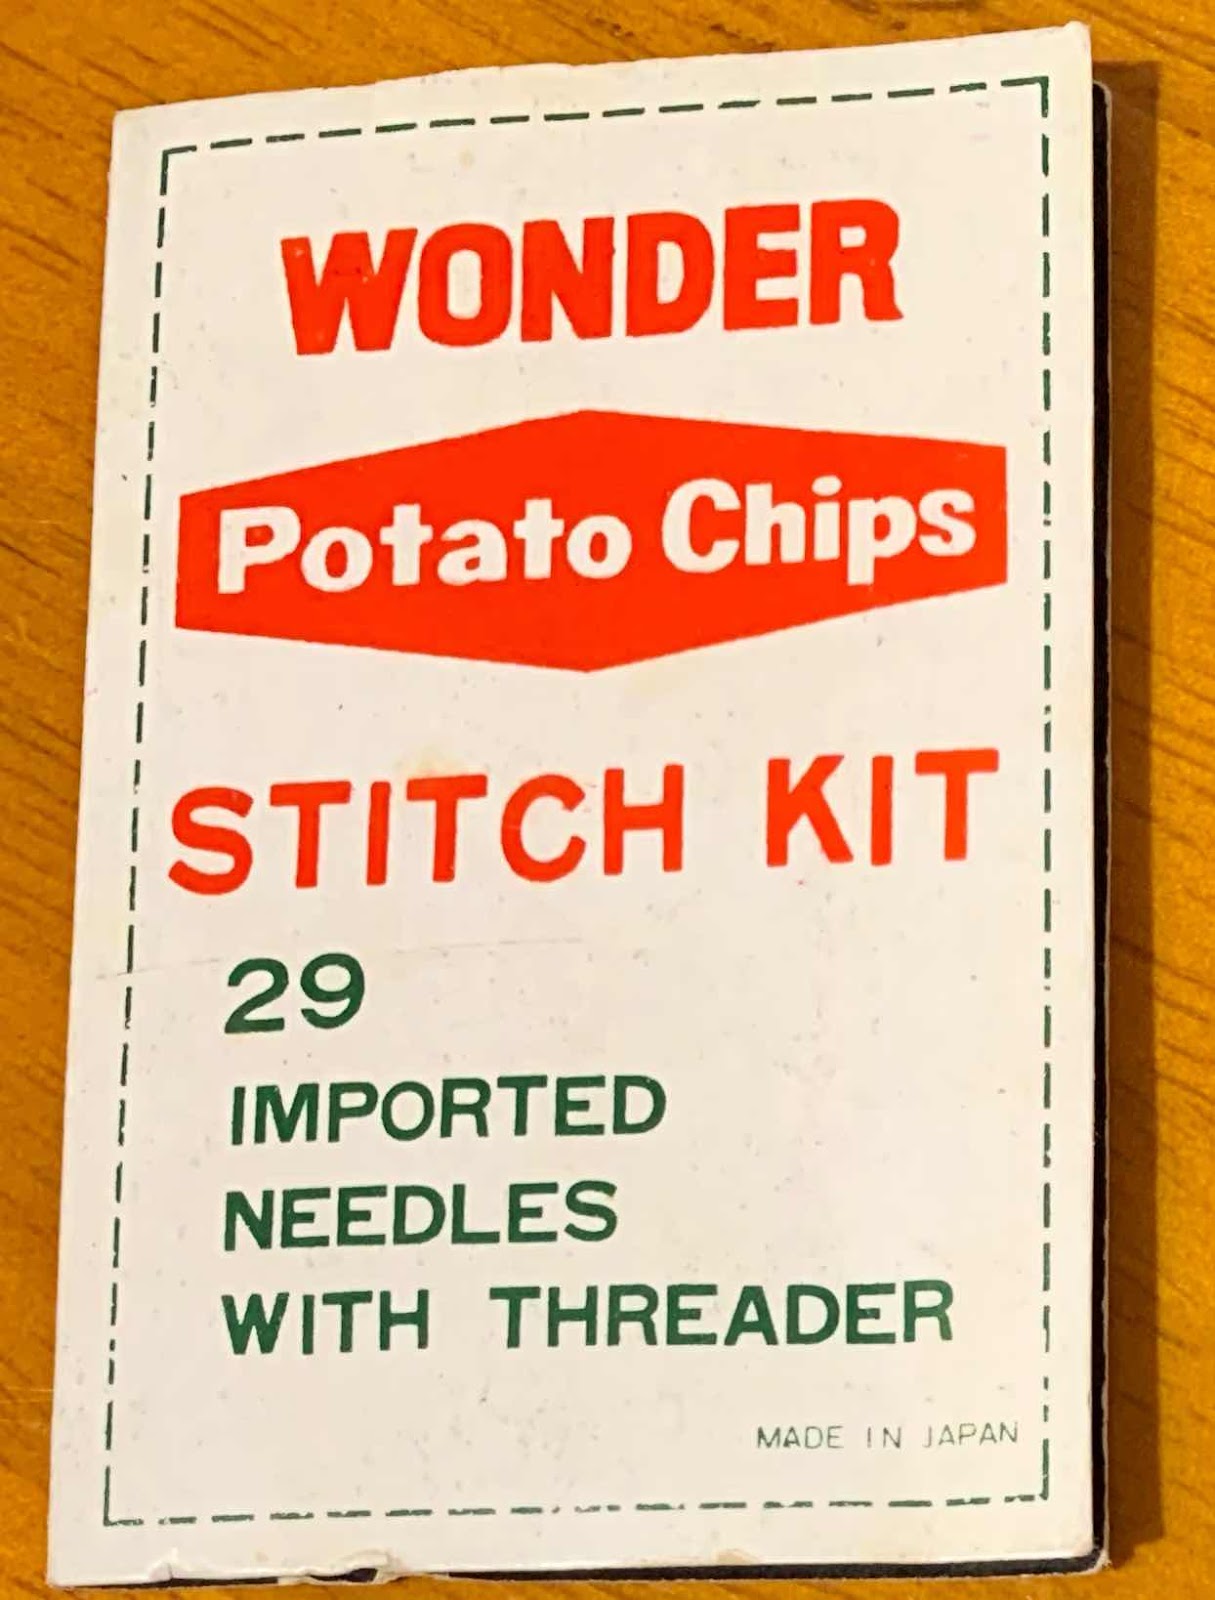 WONDER
Potato Chips
STITCH KIT
29
IMPORTED
NEEDLES
WITH THREADER
MADE IN JAPAN